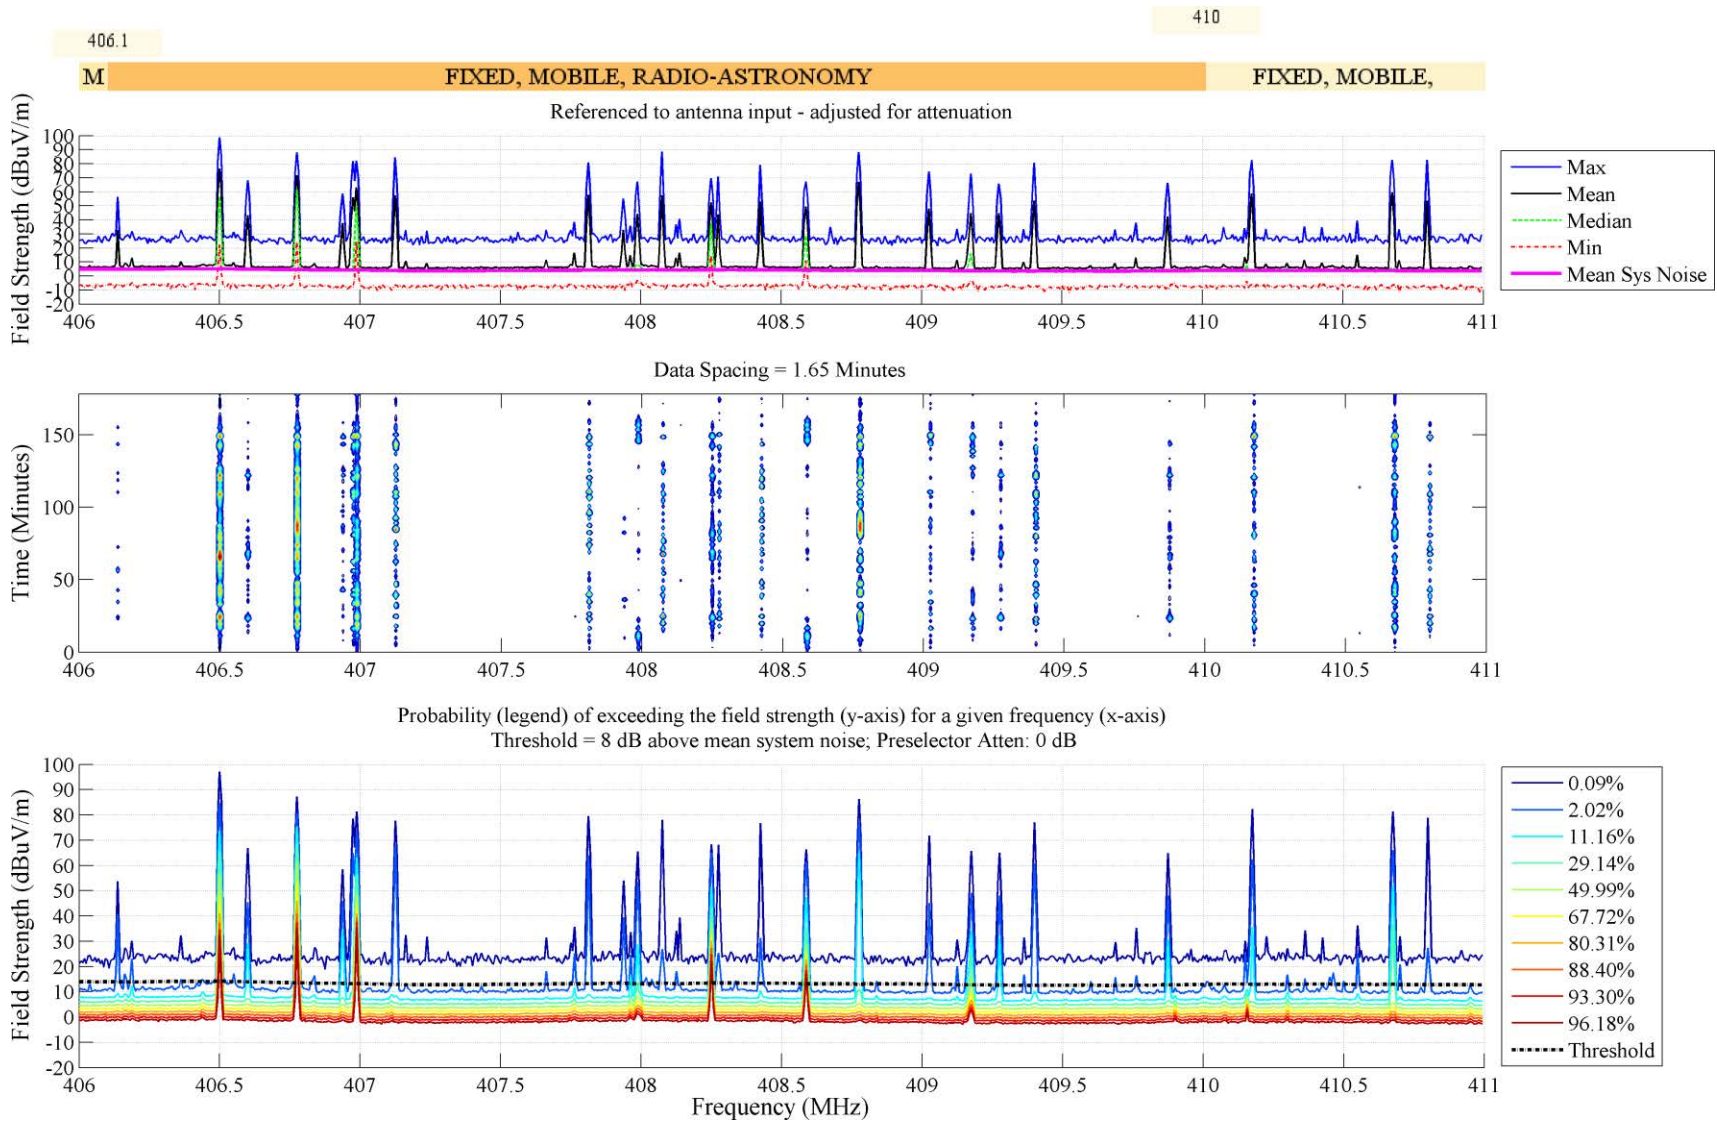 410
406.1
M FIXED, MOBILE, RADIO-ASTRONOMY FIXED, MOBILE,
Referenced to antenna input - adjusted for attenuation
Field Strength (dBuV/m)
100
90
80
70
60
50
40
30
20
10
0
-10
-20
406 406.5 407 407.5 408 408.5 409 409.5 410 410.5 411
Max
Mean
Median
Min
Mean Sys Noise
Data Spacing = 1.65 Minutes
Time (Minutes)
150
100
50
0
406 406.5 407 407.5 408 408.5 409 409.5 410 410.5 411
Probability (legend) of exceeding the field strength (y-axis) for a given frequency (x-axis)
Threshold = 8 dB above mean system noise; Preselector Atten: 0 dB
Field Strength (dBuV/m)
100
90
80
70
60
50
40
30
20
10
0
-10
-20
406 406.5 407 407.5 408 408.5 409 409.5 410 410.5 411
Frequency (MHz)
0.09%
2.02%
11.16%
29.14%
49.99%
67.72%
80.31%
88.40%
93.30%
96.18%
Threshold